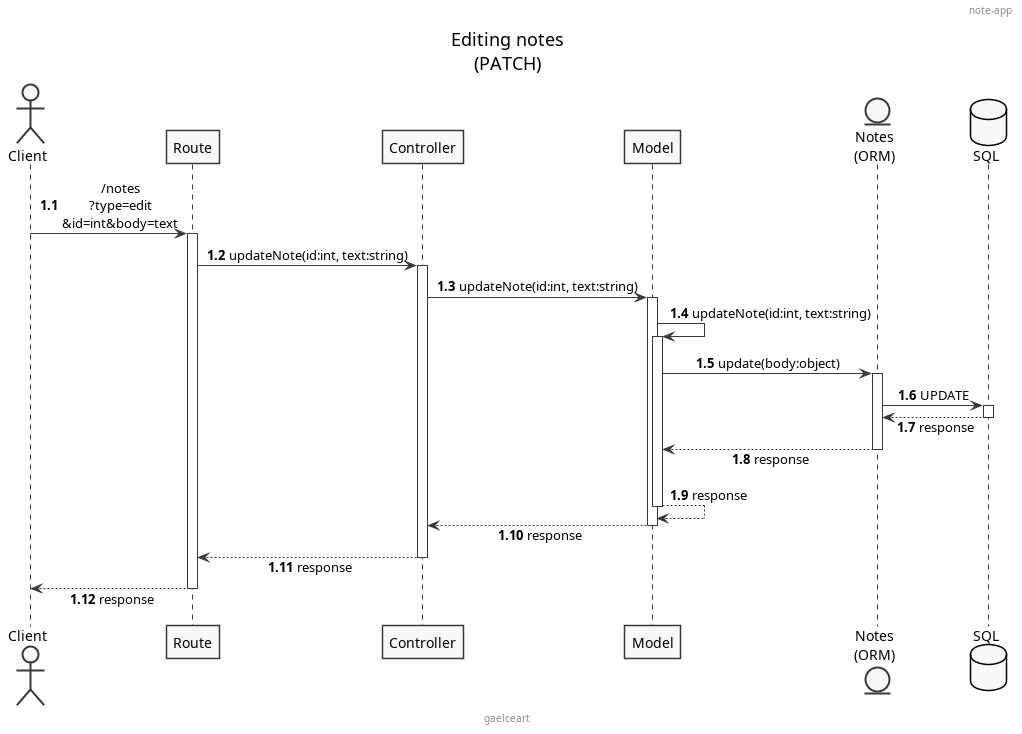 note-app
Editing notes
(PATCH)
Client
Route
Controller
Model
Notes
(ORM)
SQL
/notes
1.1 ?type=edit
&id=int&body=text
1.2 updateNote(id:int, text:string)
1.3 updateNote(id:int, text:string)
1.4 updateNote(id:int, text:string)
1.5 update(body:object)
1.6 UPDATE
1.7 response
1.8 response
1.9 response
1.10 response
1.11 response
1.12 response
Client
Route
Controller
Model
Notes
(ORM)
SQL
gaelceart